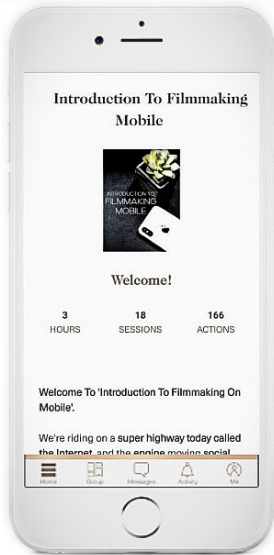 Introduction To Filmmaking
Mobile
INTRODUCTION TO
FILMMAKING
MOBILE
Welcome!
3
18
166
HOURS
SESSIONS
ACTIONS
Welcome To 'Introduction To Filmmaking On
Mobile'.
We're riding on a super highway today called
the Internet, and the engine moving social
Home
Group
Messages
Activity
Me